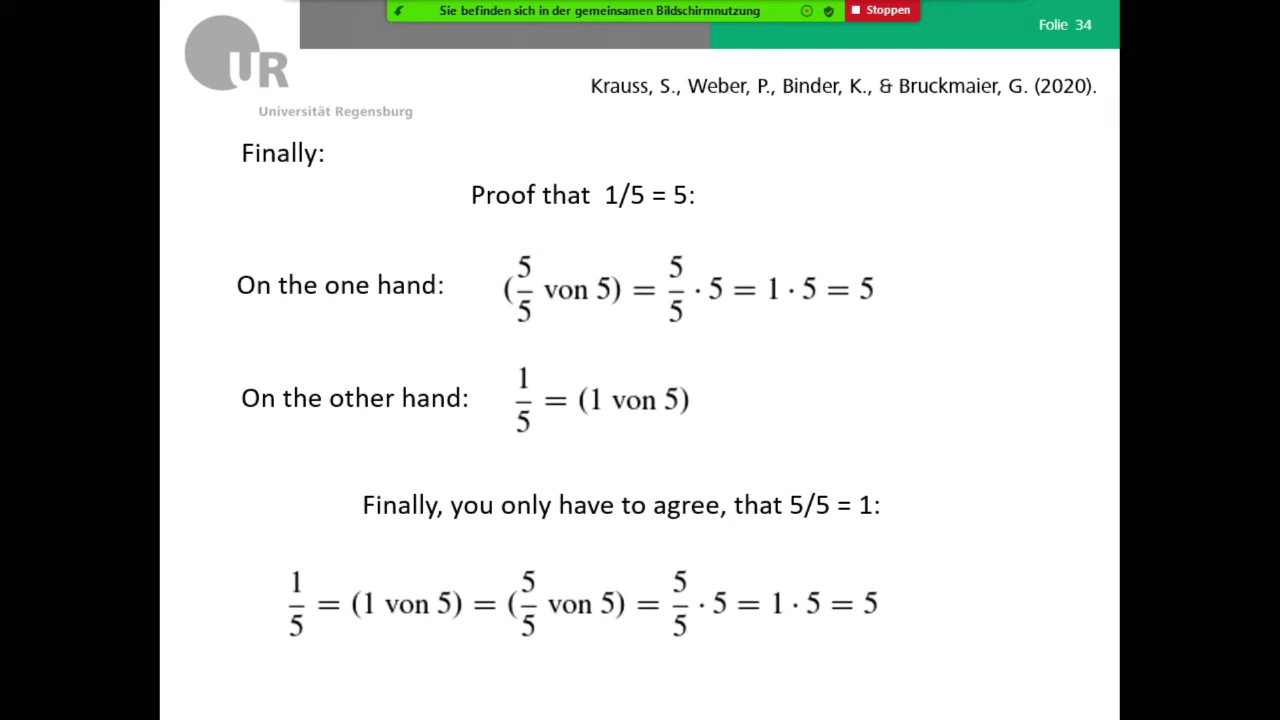 Sie befinden sich in der gemeinsamen Bildschirmnutzung Stoppen
Folie 34
UR
Universität Regensburg
Krauss, S., Weber, P., Binder, K., & Bruckmaier, G. (2020).
Finally:
Proof that 1/5 = 5:
On the one hand: (5/5 von 5) = 5/5 · 5 = 1 · 5 = 5
On the other hand: 1/5 = (1 von 5)
Finally, you only have to agree, that 5/5 = 1:
1/5 = (1 von 5) = (5/5 von 5) = 5/5 · 5 = 1 · 5 = 5